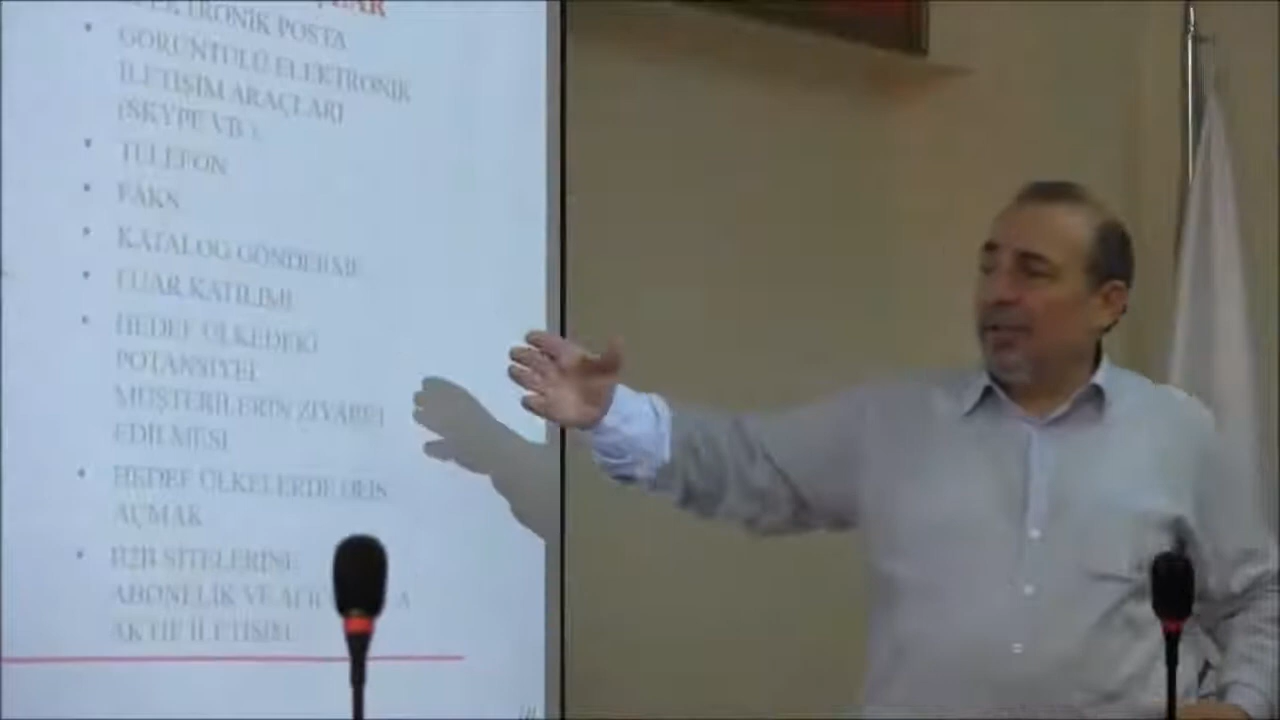 ELEKTRONİK POSTA
GÖRÜNTÜLÜ ELEKTRONİK
İLETİŞİM ARAÇLARI
(SKYPE VB.).
TELEFON
FAKS
KATALOG GÖNDERME
FUAR KATILIMI
HEDEF ÜLKEDEKİ
POTANSİYEL
MÜŞTERİLERİN ZİYARET
EDİLMESİ
HEDEF ÜLKELERDE OFİS
AÇMAK
B2B SİTELERİNE
ABONELİK VE
AKTİF İLETİŞİM